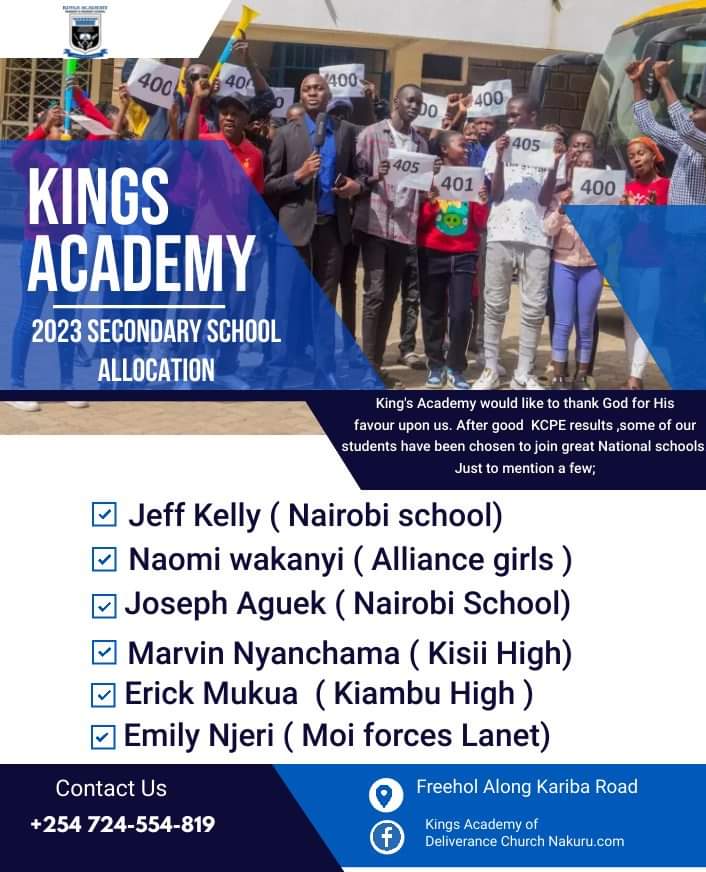 KINGS ACADEMY
400
400
400
400
00
405
401
405
400
KINGS
ACADEMY
2023 SECONDARY SCHOOL
ALLOCATION
King's Academy would like to thank God for His
favour upon us. After good KCPE results ,some of our
students have been chosen to join great National schools
Just to mention a few;
Jeff Kelly ( Nairobi school)
Naomi wakanyi ( Alliance girls )
Joseph Aguek ( Nairobi School)
Marvin Nyanchama ( Kisii High)
Erick Mukua ( Kiambu High )
Emily Njeri ( Moi forces Lanet)
Contact Us
+254 724-554-819
Freehol Along Kariba Road
Kings Academy of
Deliverance Church Nakuru.com